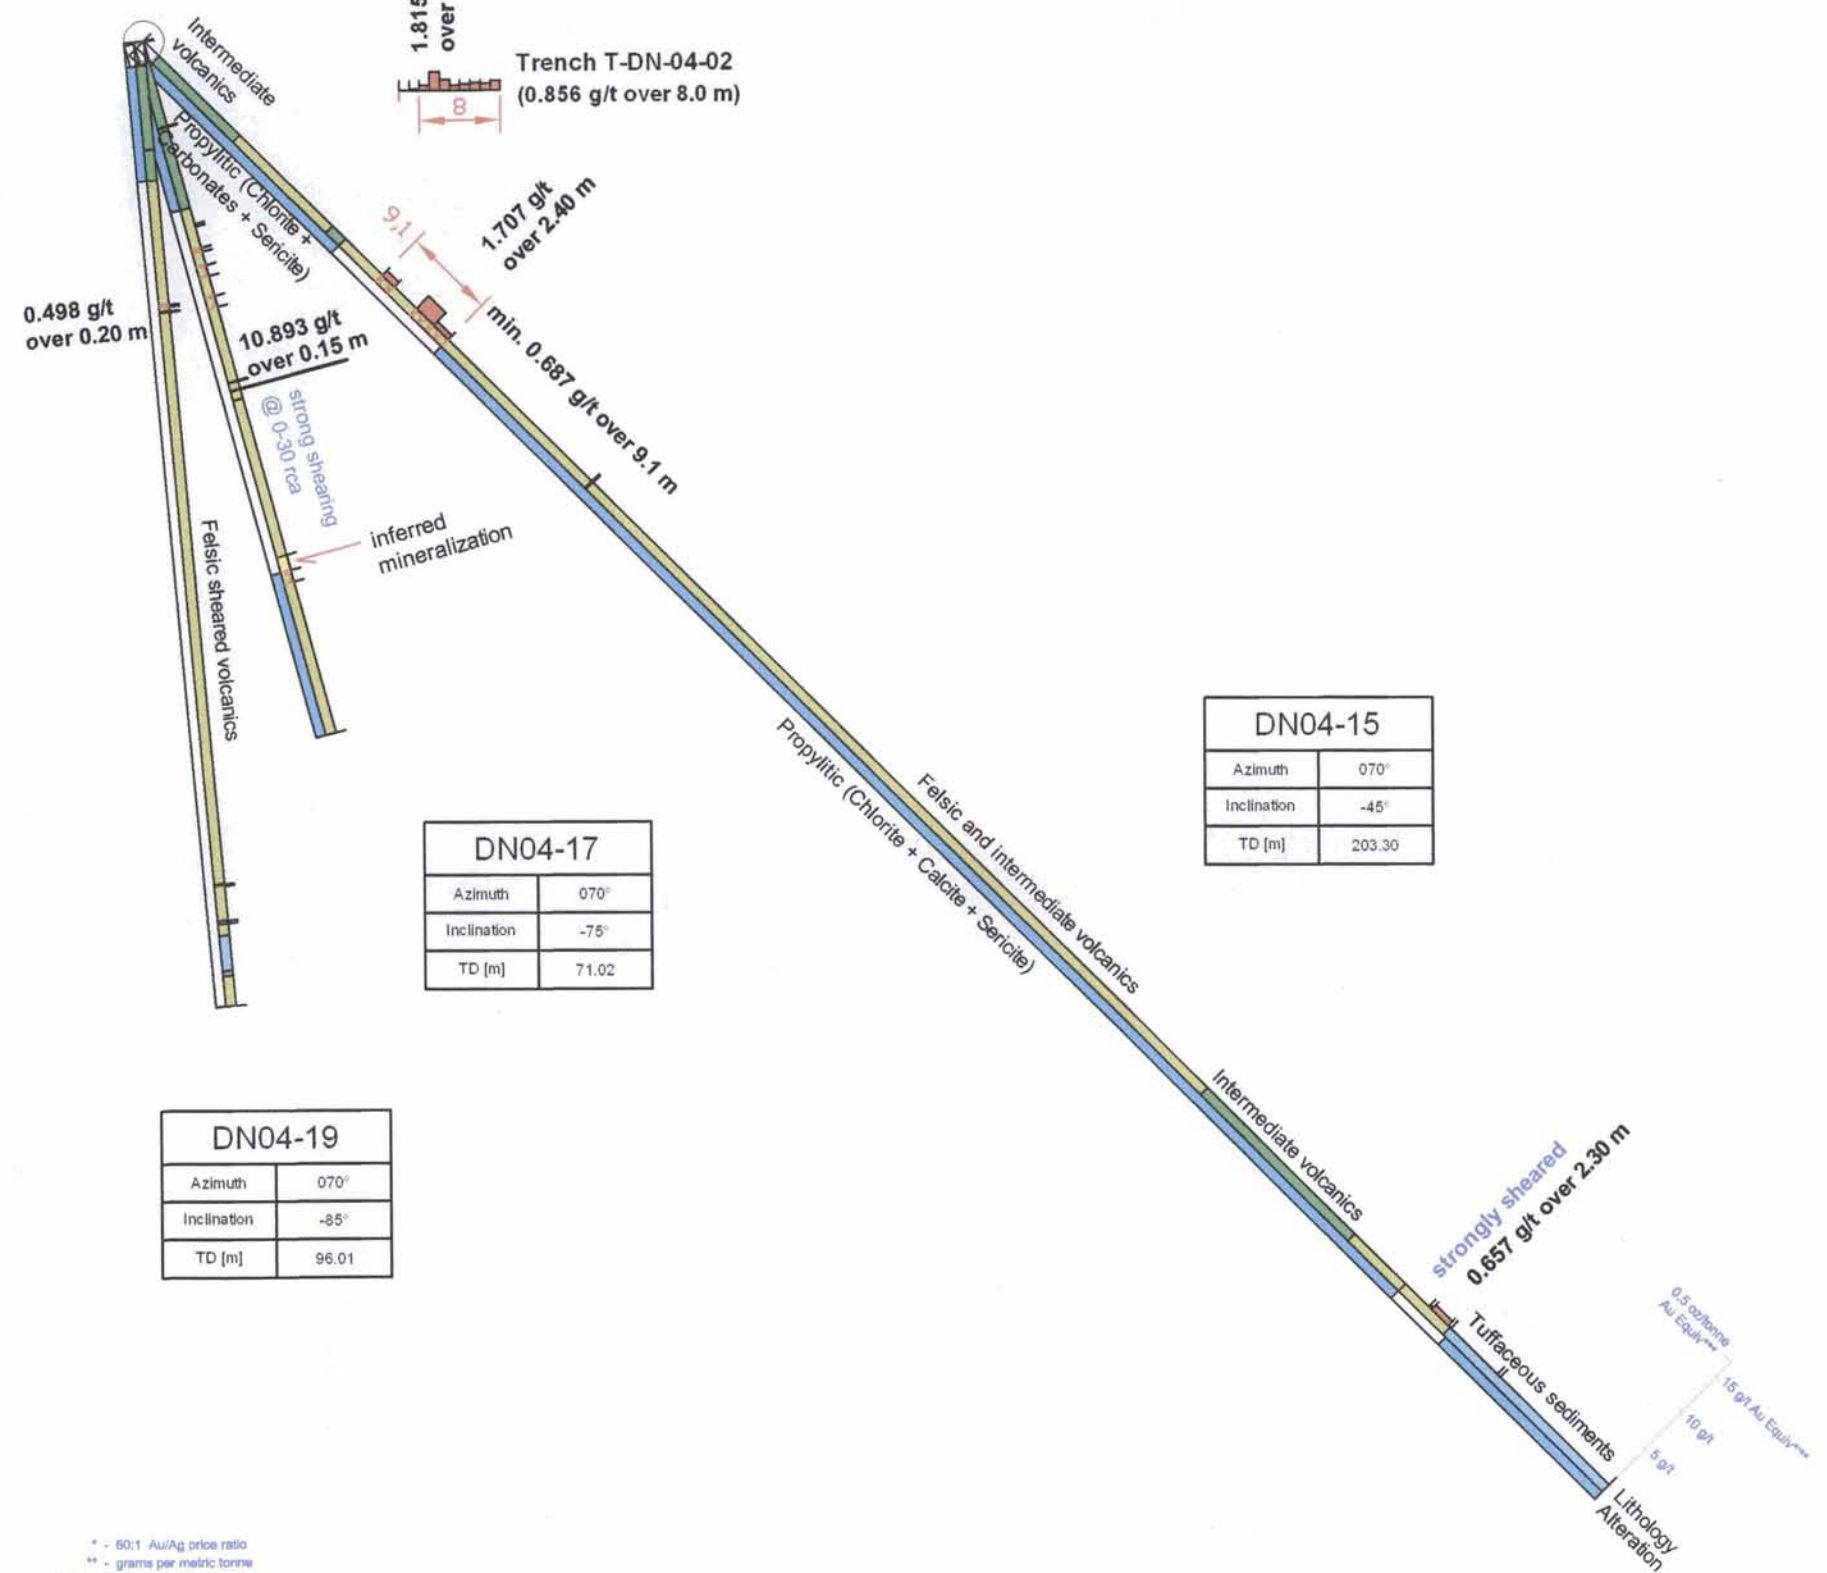 Intermediate
volcanics
1.815
over
Trench T-DN-04-02
(0.856 g/t over 8.0 m)
8
Propylitic (Chlorite +
Carbonates + Sericite)
9,1
1.707 g/t
over 2.40 m
min. 0.687 g/t over 9.1 m
0.498 g/t
over 0.20 m
10.893 g/t
over 0.15 m
strong shearing
@ 0-30 rca
inferred
mineralization
Felsic sheared volcanics
Propylitic (Chlorite + Calcite + Sericite)
Felsic and intermediate volcanics
DN04-15
Azimuth 070°
Inclination -45°
TD [m] 203.30
DN04-17
Azimuth 070°
Inclination -75°
TD [m] 71.02
DN04-19
Azimuth 070°
Inclination -85°
TD [m] 96.01
Intermediate volcanics
strongly sheared
0.657 g/t over 2.30 m
Tuffaceous sediments
0.5 oz/tonne
Au Equiv***
15 g/t Au Equiv***
10 g/t
5 g/t
Lithology
Alteration
* - 60:1 Au/Ag price ratio
** - grams per metric tonne